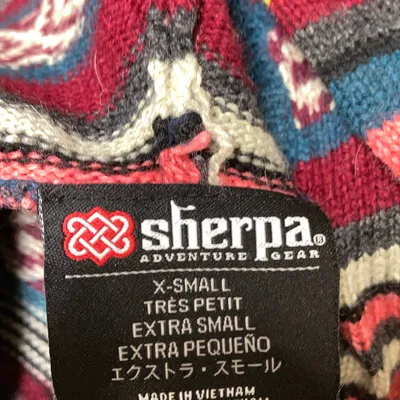 sherpa®
ADVENTURE GEAR
X-SMALL
TRÈS PETIT
EXTRA SMALL
EXTRA PEQUEÑO
エクストラ・スモール
MADE IN VIETNAM